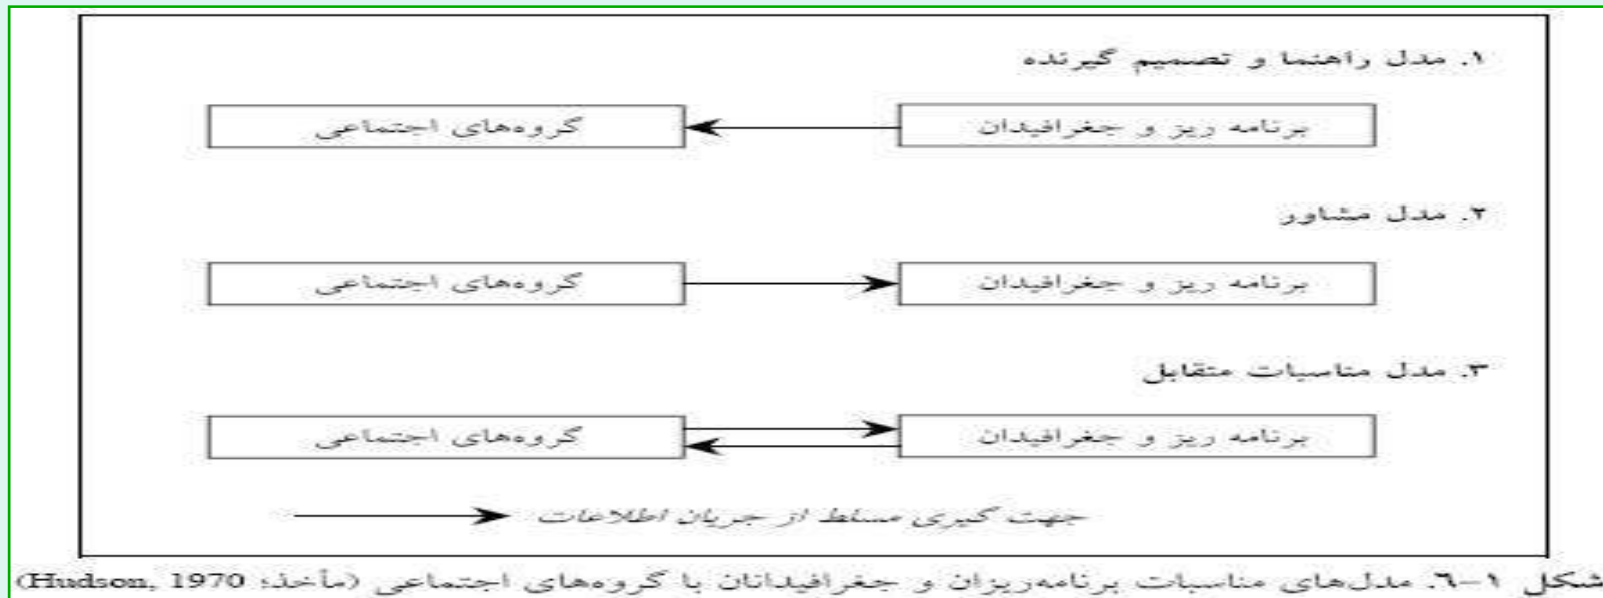 ۱. مدل راهنما و تصمیم گیرنده
برنامه ریز و جغرافیدان
گروه‌های اجتماعی
۲. مدل مشاور
برنامه ریز و جغرافیدان
گروه‌های اجتماعی
۳. مدل مناسبات متقابل
برنامه ریز و جغرافیدان
گروه‌های اجتماعی
جهت گیری مسلط از جریان اطلاعات
شکل ۱-۶. مدل‌های مناسبات برنامه‌ریزان و جغرافیدانان با گروه‌های اجتماعی (مأخذ: Hudson, 1970)